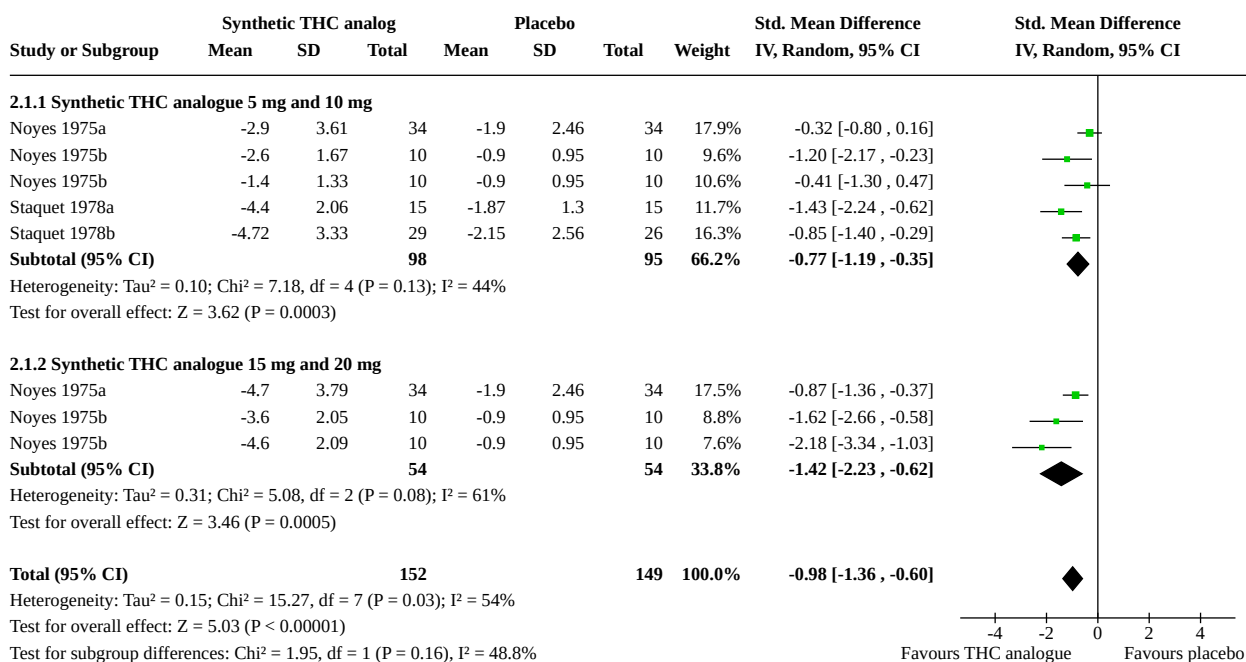 Synthetic THC analog Placebo Std. Mean Difference Std. Mean Difference
Study or Subgroup Mean SD Total Mean SD Total Weight IV, Random, 95% CI IV, Random, 95% CI
2.1.1 Synthetic THC analogue 5 mg and 10 mg
Noyes 1975a -2.9 3.61 34 -1.9 2.46 34 17.9% -0.32 [-0.80 , 0.16]
Noyes 1975b -2.6 1.67 10 -0.9 0.95 10 9.6% -1.20 [-2.17 , -0.23]
Noyes 1975b -1.4 1.33 10 -0.9 0.95 10 10.6% -0.41 [-1.30 , 0.47]
Staquet 1978a -4.4 2.06 15 -1.87 1.3 15 11.7% -1.43 [-2.24 , -0.62]
Staquet 1978b -4.72 3.33 29 -2.15 2.56 26 16.3% -0.85 [-1.40 , -0.29]
Subtotal (95% CI) 98 95 66.2% -0.77 [-1.19 , -0.35]
Heterogeneity: Tau² = 0.10; Chi² = 7.18, df = 4 (P = 0.13); I² = 44%
Test for overall effect: Z = 3.62 (P = 0.0003)
2.1.2 Synthetic THC analogue 15 mg and 20 mg
Noyes 1975a -4.7 3.79 34 -1.9 2.46 34 17.5% -0.87 [-1.36 , -0.37]
Noyes 1975b -3.6 2.05 10 -0.9 0.95 10 8.8% -1.62 [-2.66 , -0.58]
Noyes 1975b -4.6 2.09 10 -0.9 0.95 10 7.6% -2.18 [-3.34 , -1.03]
Subtotal (95% CI) 54 54 33.8% -1.42 [-2.23 , -0.62]
Heterogeneity: Tau² = 0.31; Chi² = 5.08, df = 2 (P = 0.08); I² = 61%
Test for overall effect: Z = 3.46 (P = 0.0005)
Total (95% CI) 152 149 100.0% -0.98 [-1.36 , -0.60]
Heterogeneity: Tau² = 0.15; Chi² = 15.27, df = 7 (P = 0.03); I² = 54%
Test for overall effect: Z = 5.03 (P < 0.00001)
-4 -2 0 2 4
Test for subgroup differences: Chi² = 1.95, df = 1 (P = 0.16), I² = 48.8% Favours THC analogue Favours placebo